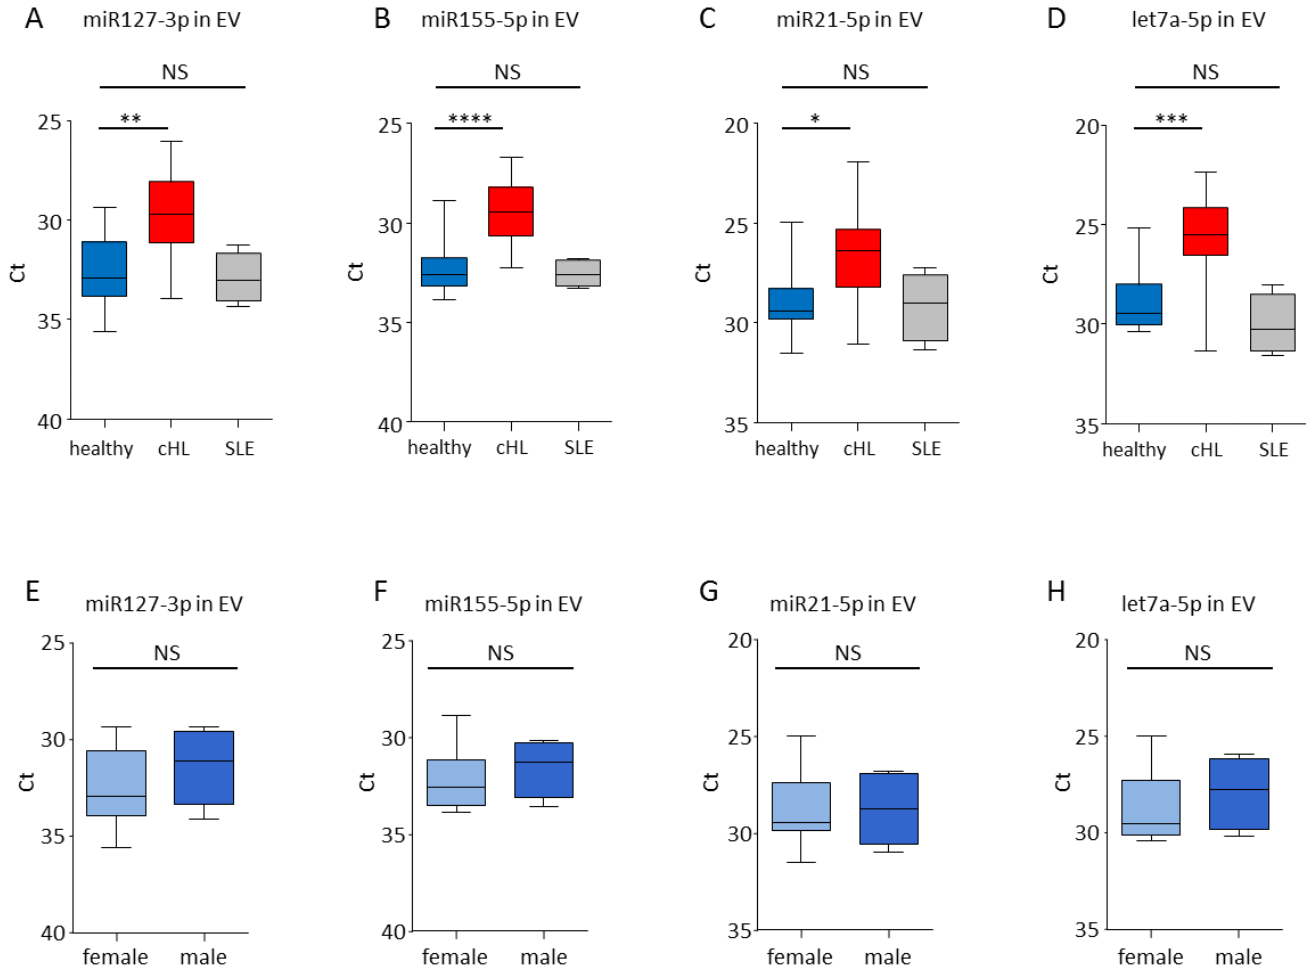 A miR127-3p in EV
NS
**
25
30
35
40
Ct
healthy cHL SLE
B miR155-5p in EV
NS
****
25
30
35
40
Ct
healthy cHL SLE
C miR21-5p in EV
NS
*
20
25
30
35
Ct
healthy cHL SLE
D let7a-5p in EV
NS
***
20
25
30
35
Ct
healthy cHL SLE
E miR127-3p in EV
NS
25
30
35
40
Ct
female male
F miR155-5p in EV
NS
25
30
35
40
Ct
female male
G miR21-5p in EV
NS
20
25
30
35
Ct
female male
H let7a-5p in EV
NS
20
25
30
35
Ct
female male